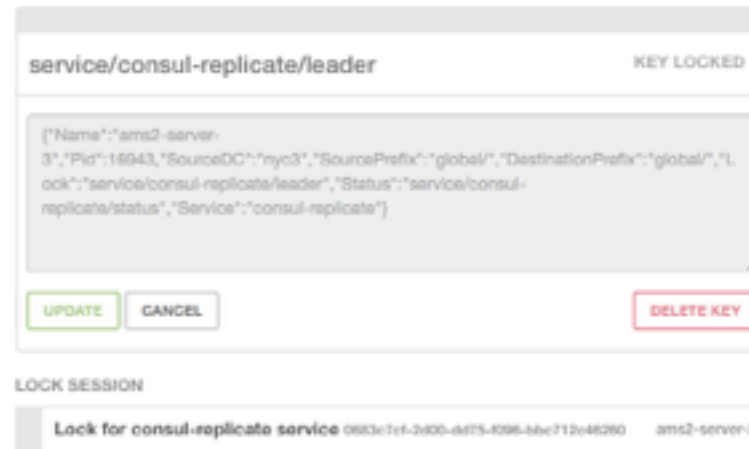 service/consul-replicate/leader KEY LOCKED
{"Name":"ams2-server-
3","Pid":16943,"SourceDC":"nyc3","SourcePrefix":"global/","DestinationPrefix":"global/","L
ock":"service/consul-replicate/leader","Status":"service/consul-
replicate/status","Service":"consul-replicate"}
UPDATE CANCEL DELETE KEY
LOCK SESSION
Lock for consul-replicate service